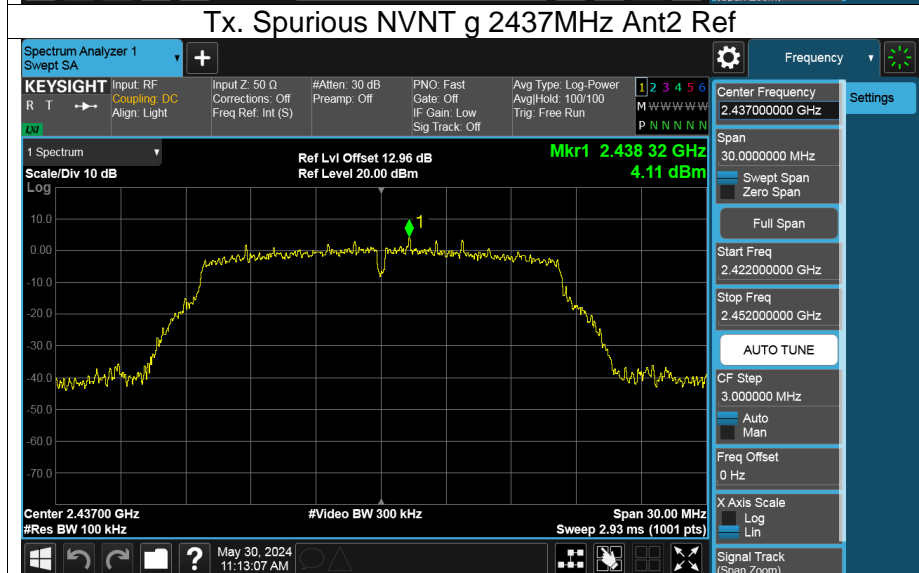 Tx. Spurious NVNT g 2437MHz Ant2 Ref
Spectrum Analyzer 1
Swept SA
+
Frequency
KEYSIGHT
R T
LXI
Input: RF
Coupling: DC
Align: Light
Input Z: 50 Ω
Corrections: Off
Freq Ref: Int (S)
#Atten: 30 dB
Preamp: Off
PNO: Fast
Gate: Off
IF Gain: Low
Sig Track: Off
Avg Type: Log-Power
Avg|Hold: 100/100
Trig: Free Run
1 2 3 4 5 6
M W W W W W
P N N N N N
1 Spectrum
Scale/Div 10 dB
Log
Ref Lvl Offset 12.96 dB
Ref Level 20.00 dBm
Mkr1 2.438 32 GHz
4.11 dBm
1
10.0
0.00
-10.0
-20.0
-30.0
-40.0
-50.0
-60.0
-70.0
Center 2.43700 GHz
#Res BW 100 kHz
#Video BW 300 kHz
Span 30.00 MHz
Sweep 2.93 ms (1001 pts)
?
May 30, 2024
11:13:07 AM
Center Frequency
2.437000000 GHz
Settings
Span
30.0000000 MHz
Swept Span
Zero Span
Full Span
Start Freq
2.422000000 GHz
Stop Freq
2.452000000 GHz
AUTO TUNE
CF Step
3.000000 MHz
Auto
Man
Freq Offset
0 Hz
X Axis Scale
Log
Lin
Signal Track
(Span Zoom)